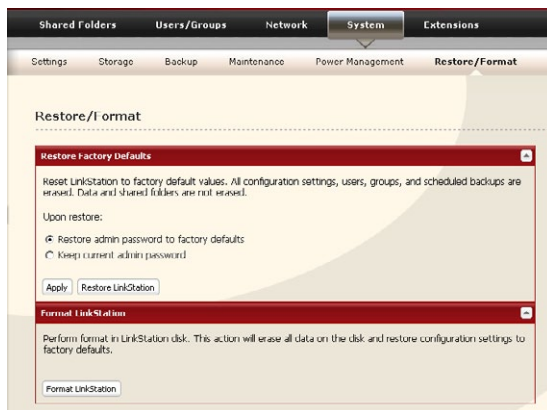 Shared Folders Users/Groups Network System Extensions
Settings Storage Backup Maintenance Power Management Restore/Format
Restore/Format
Restore Factory Defaults
Reset LinkStation to factory default values. All configuration settings, users, groups, and scheduled backups are
erased. Data and shared folders are not erased.
Upon restore:
Restore admin password to factory defaults
Keep current admin password
Apply Restore LinkStation
Format LinkStation
Perform format in LinkStation disk. This action will erase all data on the disk and restore configuration settings to
factory defaults.
Format LinkStation